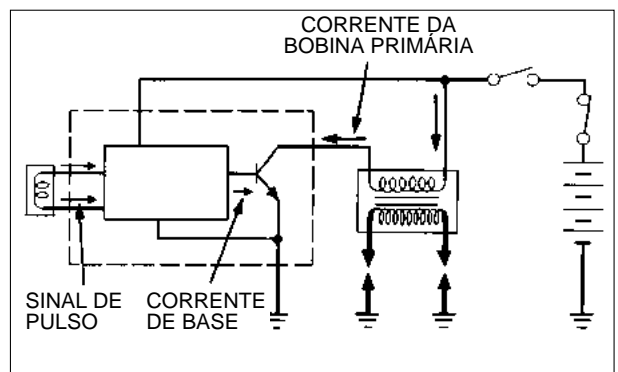 CORRENTE DA
BOBINA PRIMÁRIA
SINAL DE
PULSO
CORRENTE
DE BASE